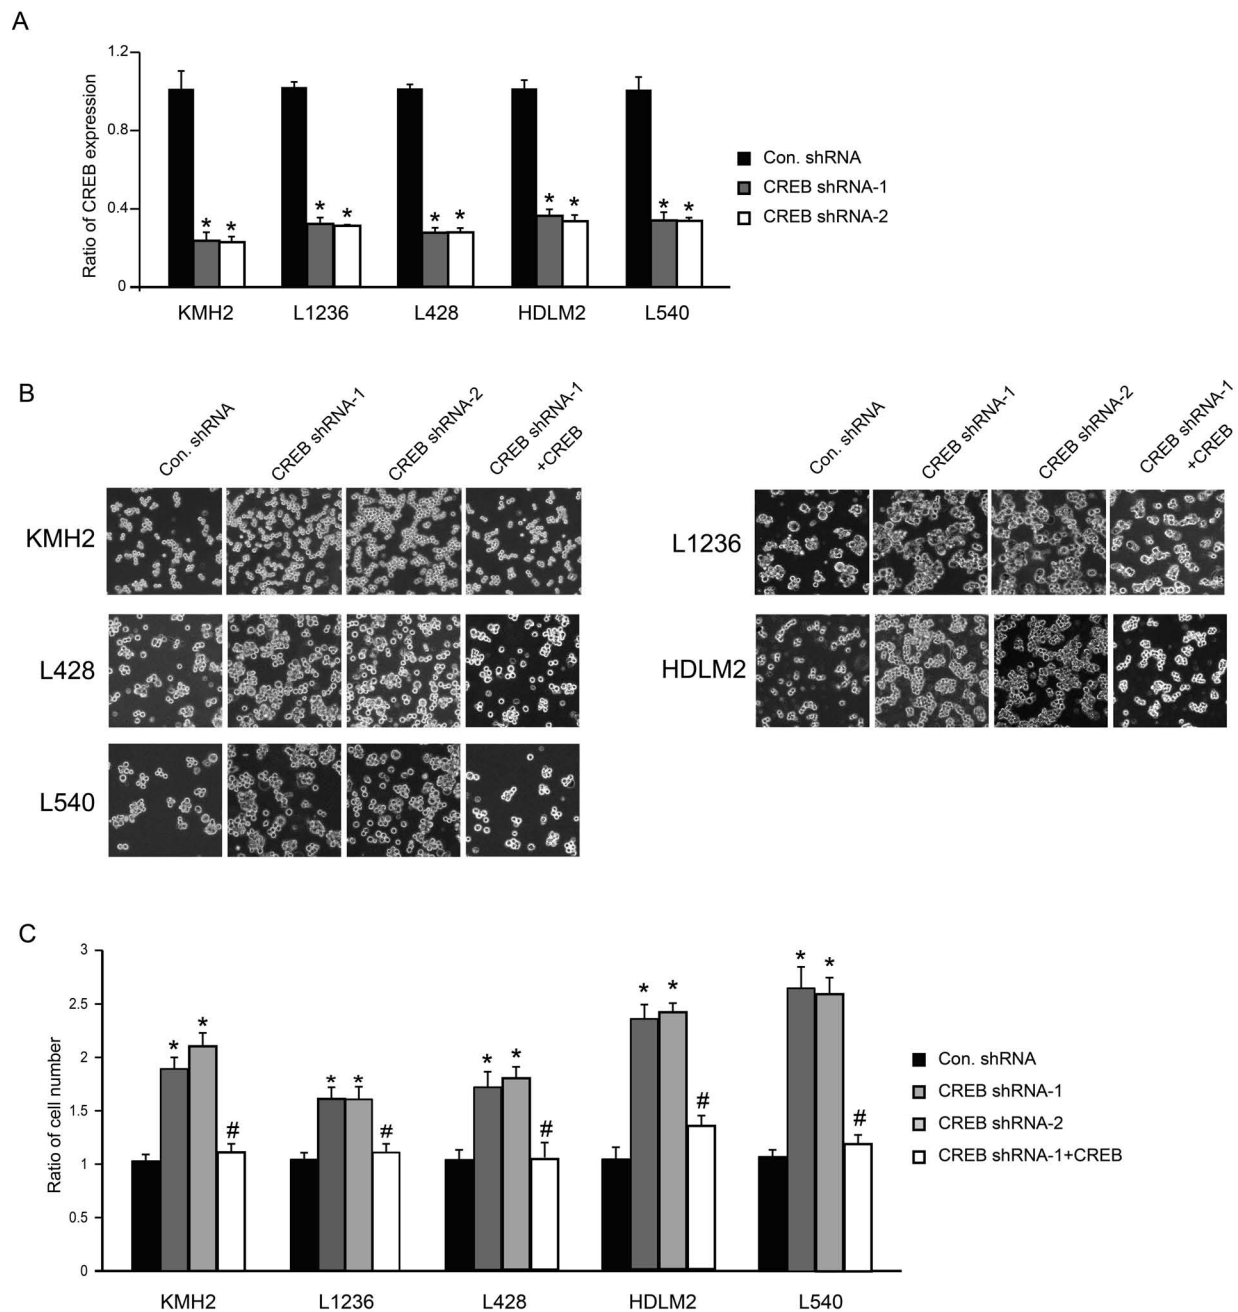 A
Ratio of CREB expression
1.2
0.8
0.4
0
* * * * * * * * * *
KMH2 L1236 L428 HDLM2 L540
Con. shRNA
CREB shRNA-1
CREB shRNA-2
B
Con. shRNA
CREB shRNA-1
CREB shRNA-2
CREB shRNA-1
+CREB
KMH2
L428
L540
Con. shRNA
CREB shRNA-1
CREB shRNA-2
CREB shRNA-1
+CREB
L1236
HDLM2
C
Ratio of cell number
3
2.5
2
1.5
1
0.5
0
* * # * * # * * # * * # * * #
KMH2 L1236 L428 HDLM2 L540
Con. shRNA
CREB shRNA-1
CREB shRNA-2
CREB shRNA-1+CREB